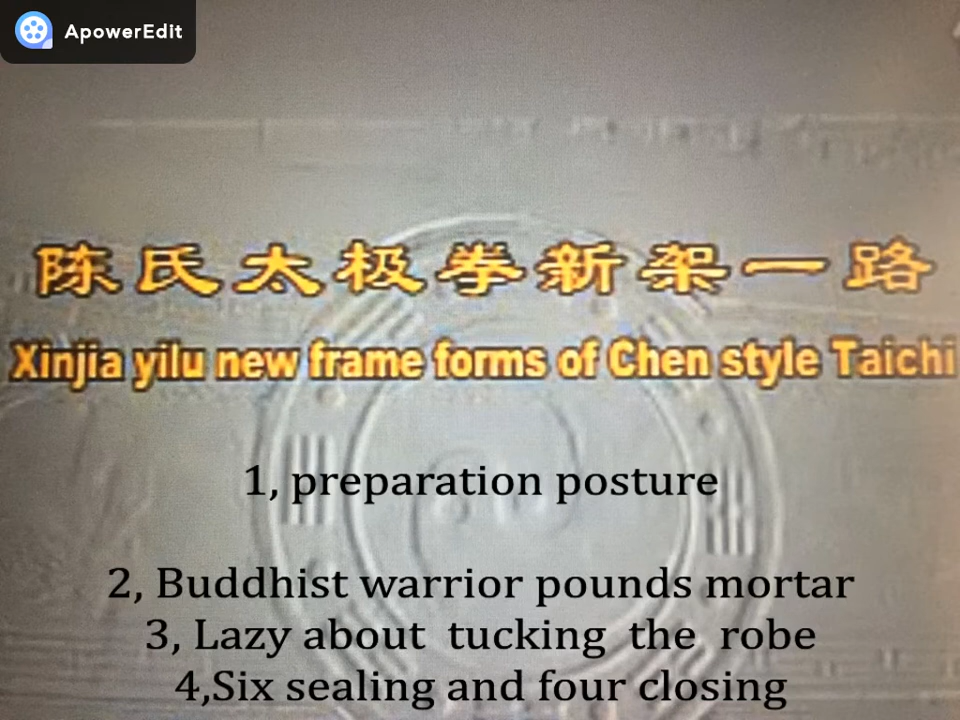 ApowerEdit
陈氏太极拳新架一路
Xinjia yilu new frame forms of Chen style Taichi
1, preparation posture
2, Buddhist warrior pounds mortar
3, Lazy about  tucking  the  robe
4,Six sealing and four closing